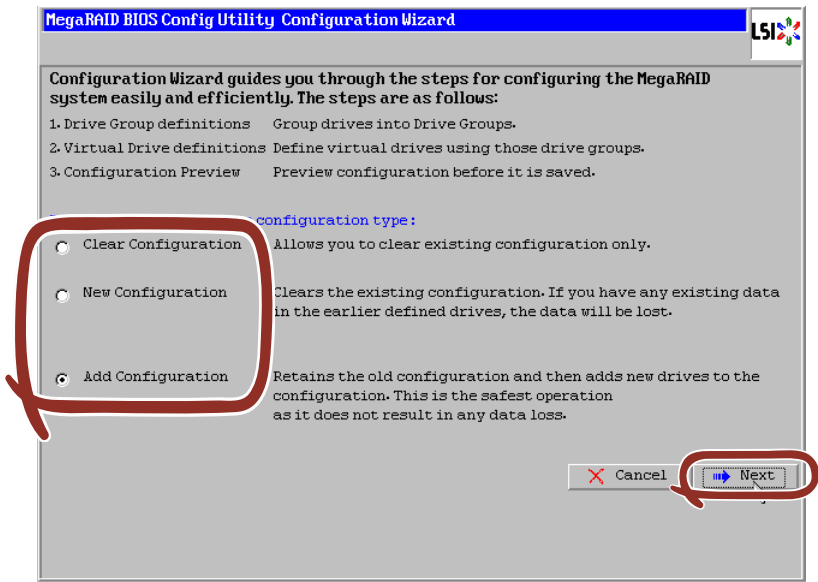 MegaRAID BIOS Config Utility Configuration Wizard
LSI
Configuration Wizard guides you through the steps for configuring the MegaRAID
system easily and efficiently. The steps are as follows:
1. Drive Group definitions Group drives into Drive Groups.
2. Virtual Drive definitions Define virtual drives using those drive groups.
3. Configuration Preview Preview configuration before it is saved.
configuration type:
Clear Configuration Allows you to clear existing configuration only.
New Configuration Clears the existing configuration. If you have any existing data
in the earlier defined drives, the data will be lost.
Add Configuration Retains the old configuration and then adds new drives to the
configuration. This is the safest operation
as it does not result in any data loss.
Cancel Next